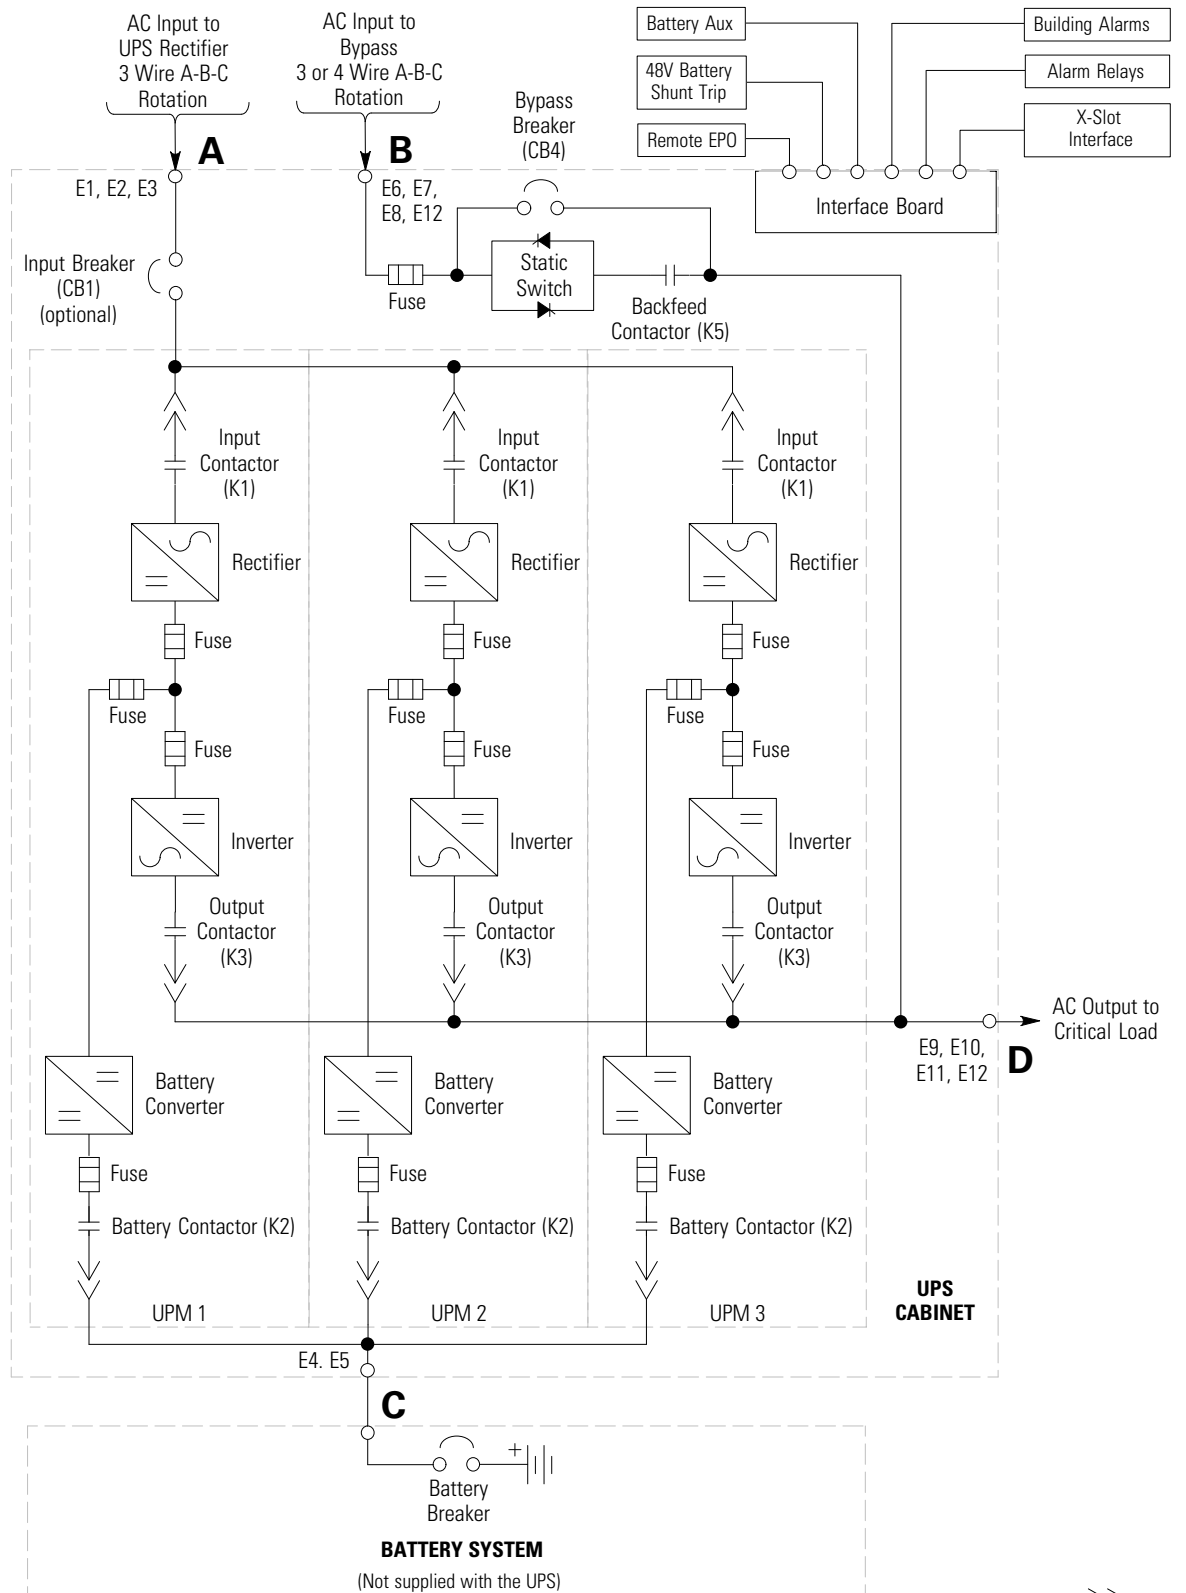 AC Input to
UPS Rectifier
3 Wire A-B-C
Rotation
AC Input to
Bypass
3 or 4 Wire A-B-C
Rotation
Bypass
Breaker
(CB4)
Battery Aux
48V Battery
Shunt Trip
Remote EPO
Building Alarms
Alarm Relays
X-Slot
Interface
Interface Board
A
B
E1, E2, E3
E6, E7,
E8, E12
Input Breaker
(CB1)
(optional)
Fuse
Static
Switch
Backfeed
Contactor (K5)
Input
Contactor
(K1)
Input
Contactor
(K1)
Input
Contactor
(K1)
Rectifier
Rectifier
Rectifier
Fuse
Fuse
Fuse
Fuse
Fuse
Fuse
Fuse
Fuse
Fuse
Inverter
Inverter
Inverter
Output
Contactor
(K3)
Output
Contactor
(K3)
Output
Contactor
(K3)
AC Output to
Critical Load
E9, E10,
E11, E12
D
Battery
Converter
Battery
Converter
Battery
Converter
Fuse
Fuse
Fuse
Battery Contactor (K2)
Battery Contactor (K2)
Battery Contactor (K2)
UPM 1
UPM 2
UPM 3
UPS
CABINET
E4. E5
C
+
Battery
Breaker
BATTERY SYSTEM
(Not supplied with the UPS)